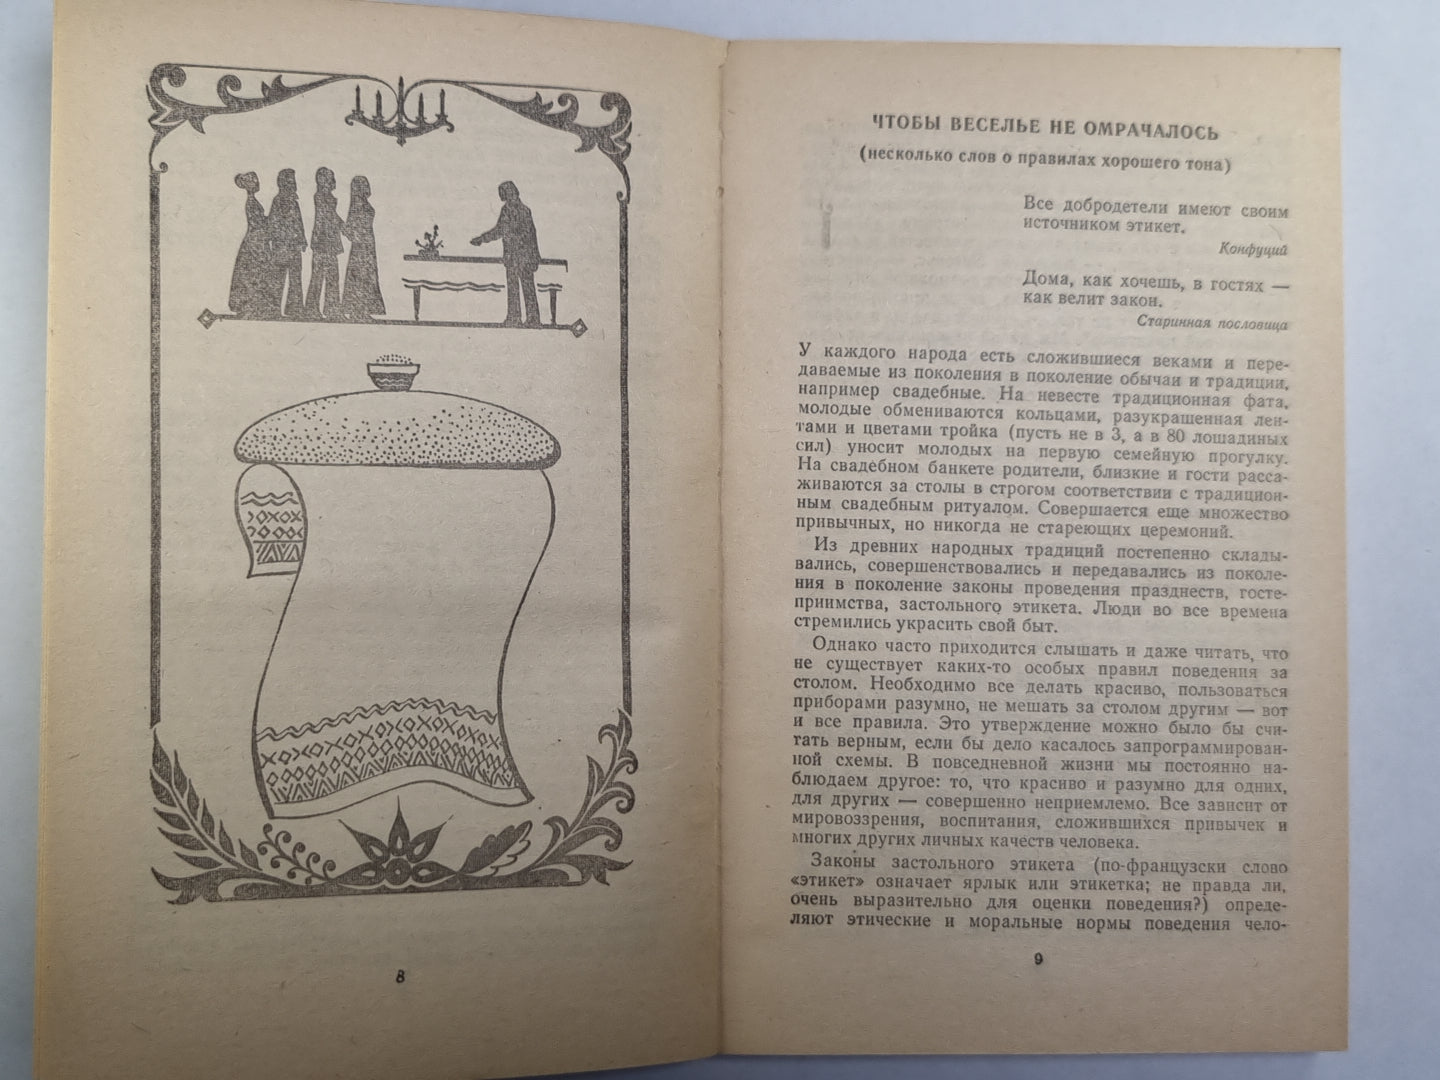 8
ЧТОБЫ ВЕСЕЛЬЕ НЕ ОМРАЧАЛОСЬ
(несколько слов о правилах хорошего тона)
Все добродетели имеют своим
источником этикет.
Конфуций
Дома, как хочешь, в гостях —
как велит закон.
Старинная пословица
У каждого народа есть сложившиеся веками и пере-
даваемые из поколения в поколение обычаи и традиции,
например свадебные. На невесте традиционная фата,
молодые обмениваются кольцами, разукрашенная лен-
тами и цветами тройка (пусть не в 3, а в 80 лошадиных
сил) уносит молодых на первую семейную прогулку.
На свадебном банкете родители, близкие и гости расса-
живаются за столы в строгом соответствии с традицион-
ным свадебным ритуалом. Совершается еще множество
привычных, но никогда не стареющих церемоний.
Из древних народных традиций постепенно склады-
вались, совершенствовались и передавались из поколе-
ния в поколение законы проведения празднеств, госте-
приимства, застольного этикета. Люди во все времена
стремились украсить свой быт.
Однако часто приходится слышать и даже читать, что
не существует каких-то особых правил поведения за
столом. Необходимо все делать красиво, пользоваться
приборами разумно, не мешать за столом другим — вот
и все правила. Это утверждение можно было бы счи-
тать верным, если бы дело касалось запрограммирован-
ной схемы. В повседневной жизни мы постоянно на-
блюдаем другое: то, что красиво и разумно для одних,
для других — совершенно неприемлемо. Все зависит от
мировоззрения, воспитания, сложившихся привычек и
многих других личных качеств человека.
Законы застольного этикета (по-французски слово
«этикет» означает ярлык или этикетка; не правда ли,
очень выразительно для оценки поведения?) опреде-
ляют этические и моральные нормы поведения чело-
9